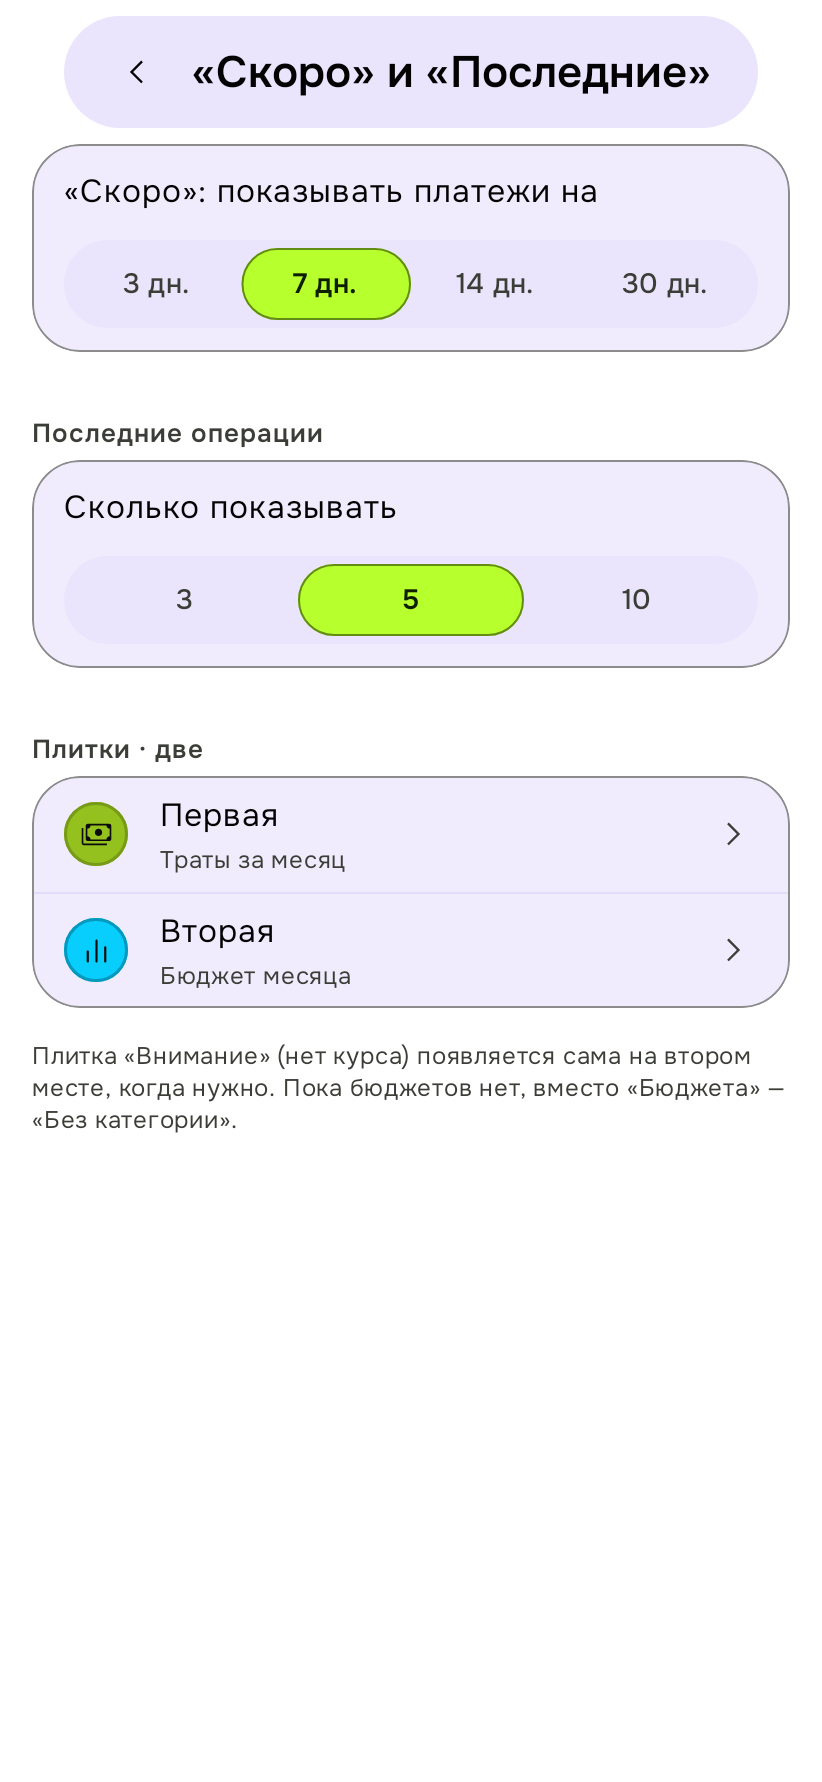 «Скоро» и «Последние»
«Скоро»: показывать платежи на
3 дн. 7 дн. 14 дн. 30 дн.
Последние операции
Сколько показывать
3 5 10
Плитки · две
Первая
Траты за месяц
Вторая
Бюджет месяца
Плитка «Внимание» (нет курса) появляется сама на втором
месте, когда нужно. Пока бюджетов нет, вместо «Бюджета» —
«Без категории».